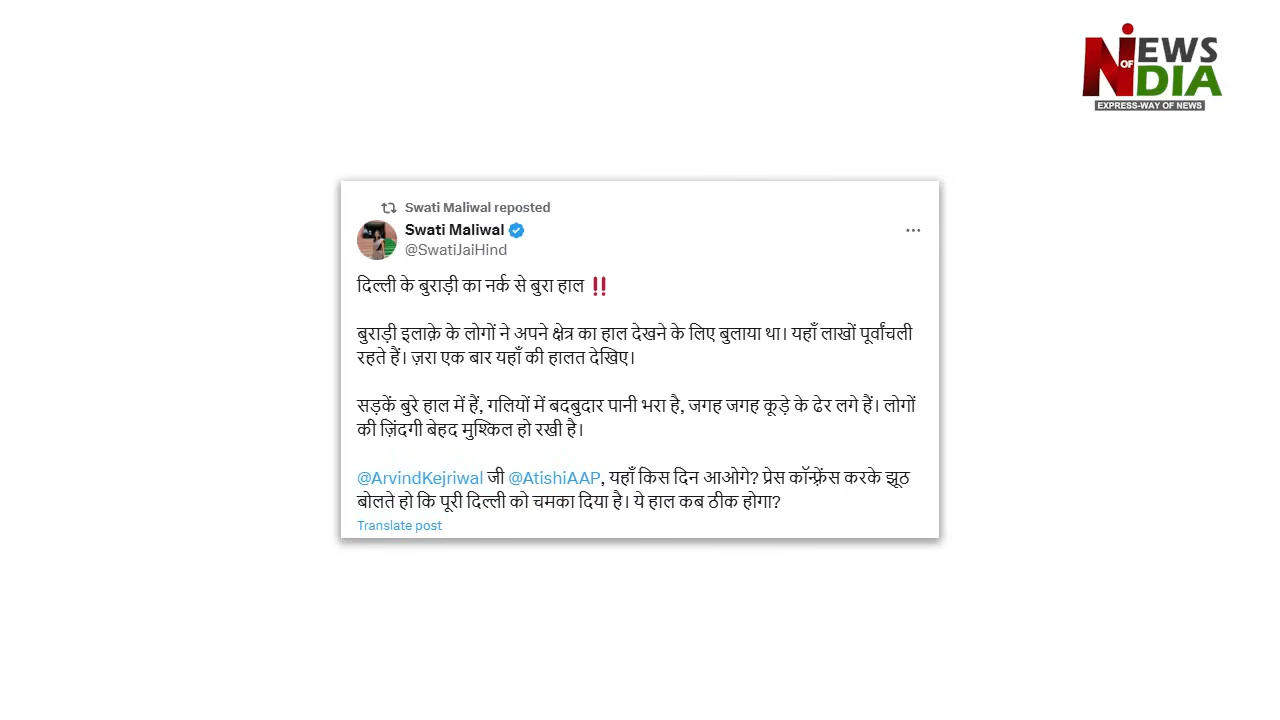 NEWS
OF
INDIA
EXPRESS-WAY OF NEWS
Swati Maliwal reposted
Swati Maliwal
@SwatiJaiHind
दिल्ली के बुराड़ी का नर्क से बुरा हाल ‼️
बुराड़ी इलाक़े के लोगों ने अपने क्षेत्र का हाल देखने के लिए बुलाया था। यहाँ लाखों पूर्वांचली
रहते हैं। ज़रा एक बार यहाँ की हालत देखिए।
सड़कें बुरे हाल में हैं, गलियों में बदबुदार पानी भरा है, जगह जगह कूड़े के ढेर लगे हैं। लोगों
की ज़िंदगी बेहद मुश्किल हो रखी है।
@ArvindKejriwal जी @AtishiAAP, यहाँ किस दिन आओगे? प्रेस कॉन्फ़्रेंस करके झूठ
बोलते हो कि पूरी दिल्ली को चमका दिया है। ये हाल कब ठीक होगा?
Translate post